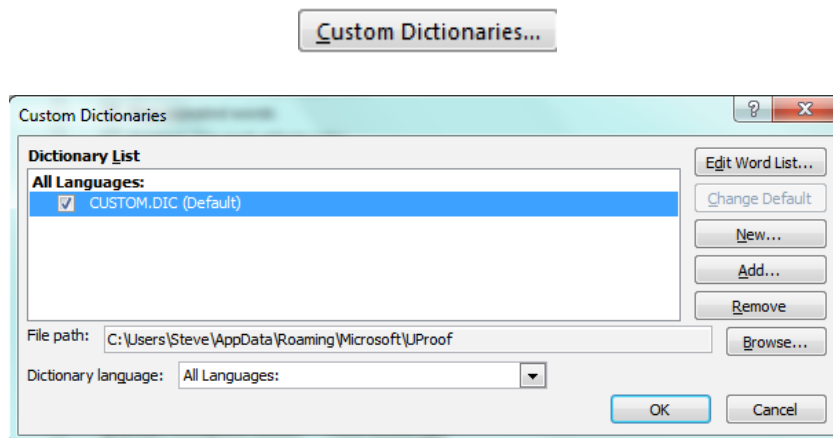 Custom Dictionaries...
Custom Dictionaries
Dictionary List
All Languages:
CUSTOM.DIC (Default)
Edit Word List...
Change Default
New...
Add...
Remove
File path: C:\Users\Steve\AppData\Roaming\Microsoft\UProof
Browse...
Dictionary language: All Languages:
OK Cancel